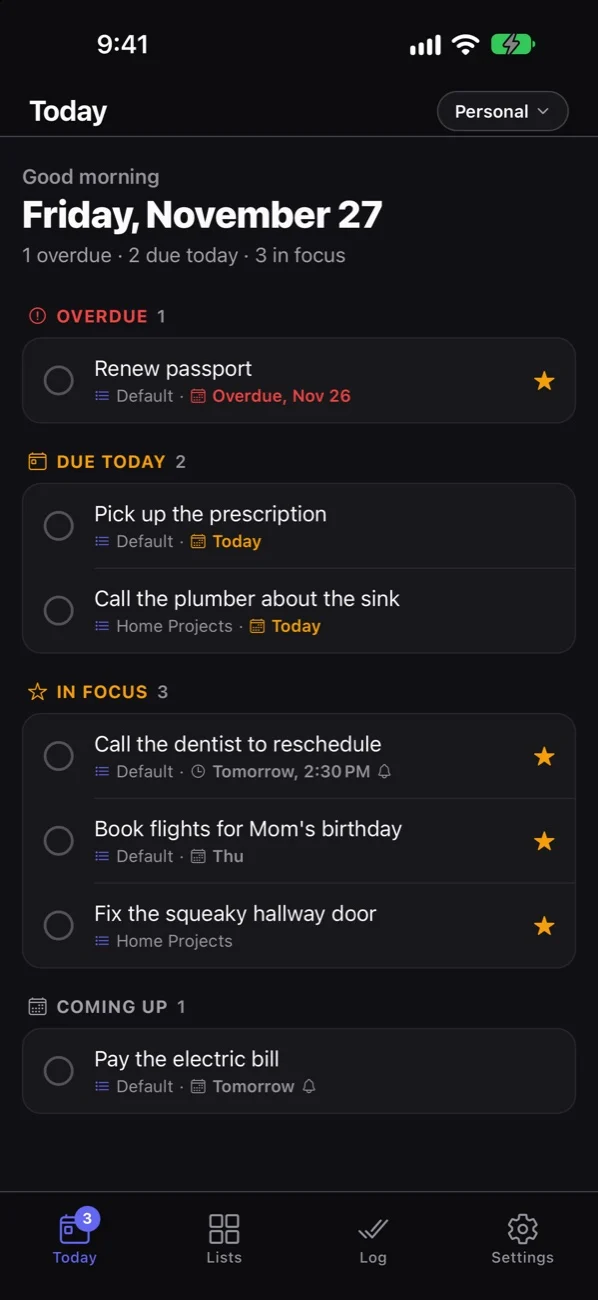 9:41
Today
Personal
Good morning
Friday, November 27
1 overdue · 2 due today · 3 in focus
OVERDUE 1
Renew passport
Default · Overdue, Nov 26
DUE TODAY 2
Pick up the prescription
Default · Today
Call the plumber about the sink
Home Projects · Today
IN FOCUS 3
Call the dentist to reschedule
Default · Tomorrow, 2:30 PM
Book flights for Mom's birthday
Default · Thu
Fix the squeaky hallway door
Home Projects
COMING UP 1
Pay the electric bill
Default · Tomorrow
3
Today
Lists
Log
Settings